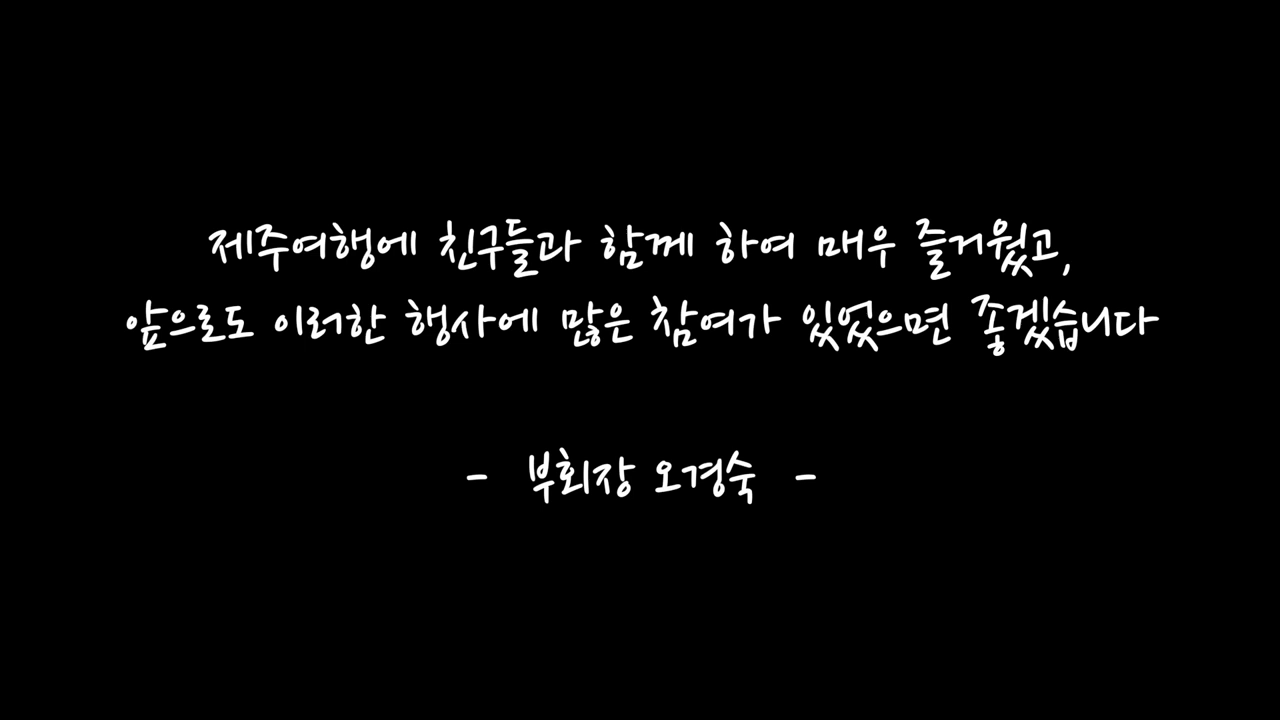 제주여행에 친구들과 함께 하여 매우 즐거웠고,
앞으로도 이러한 행사에 많은 참여가 있었으면 좋겠습니다
- 부회장 오경숙 -